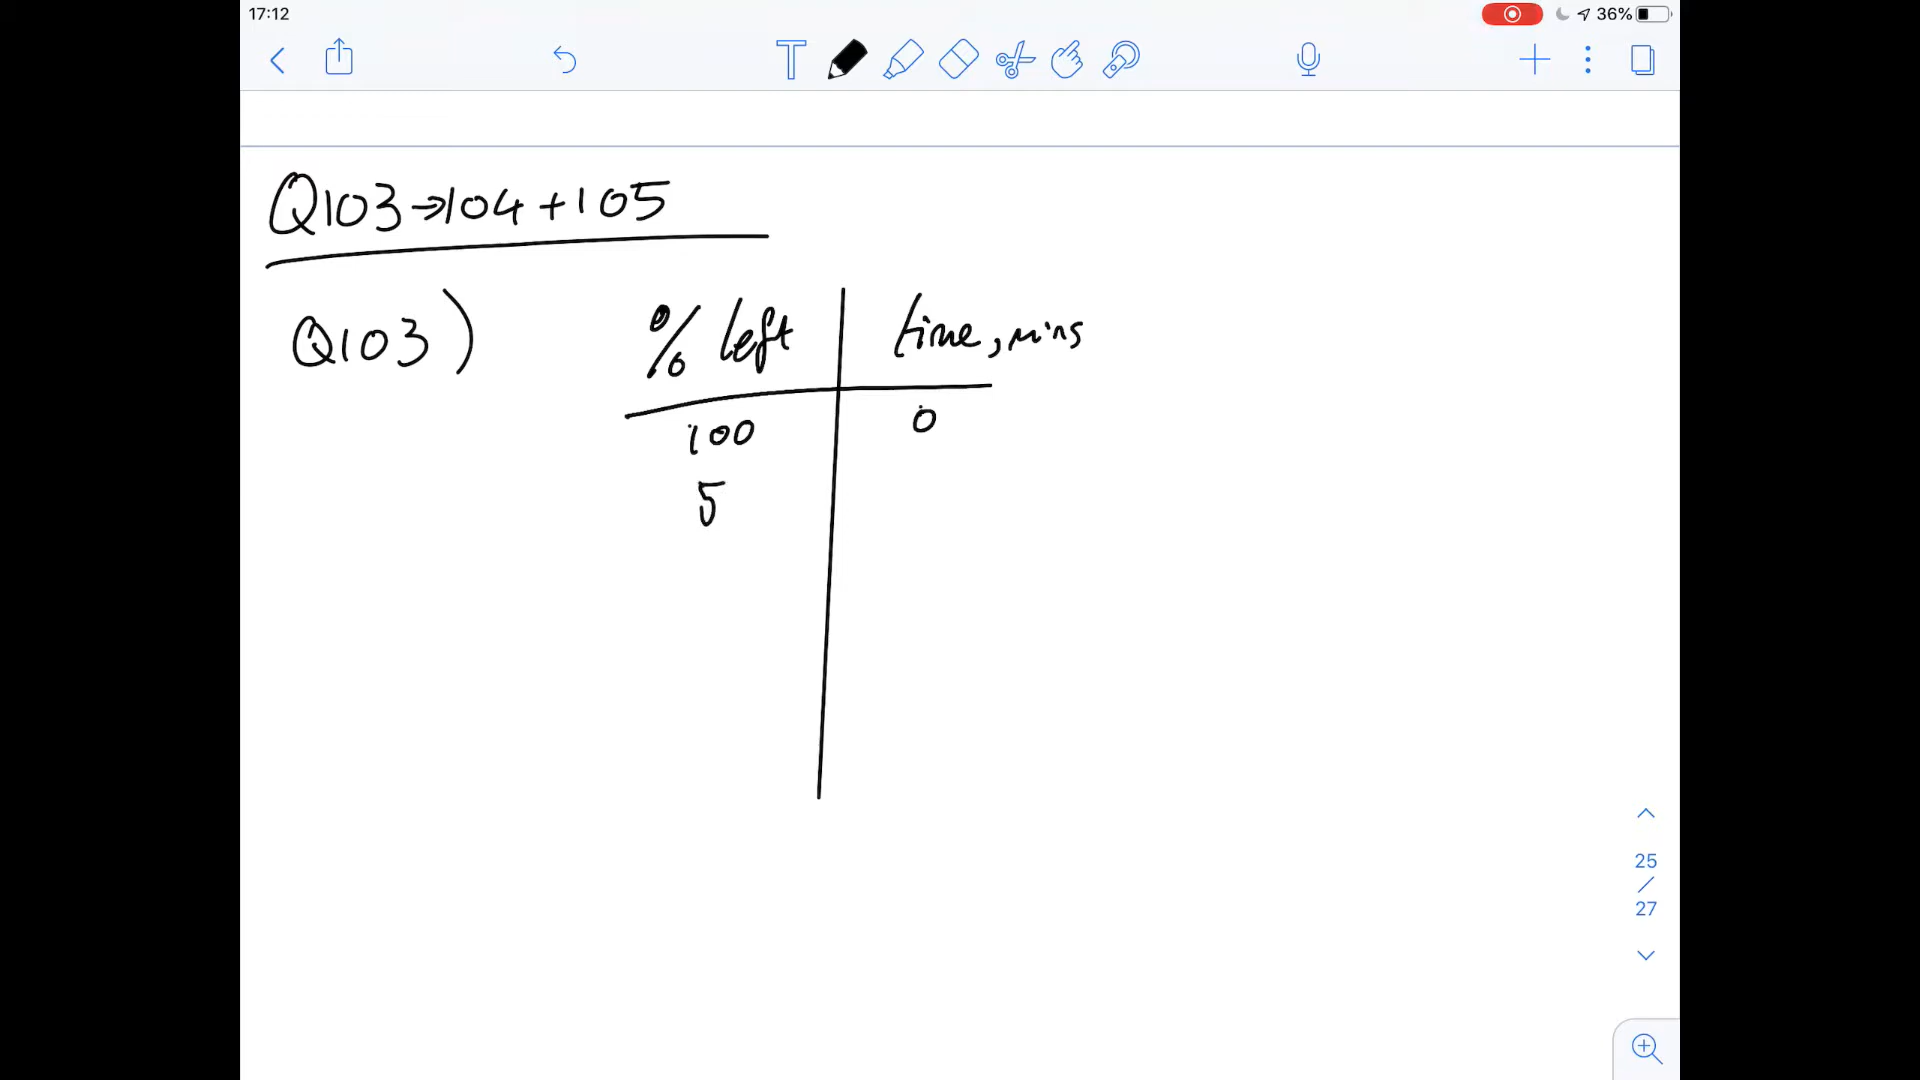 17:12
36%
T
Q103→104+105
Q103)
% left
time, mins
100
0
5
25
/
27